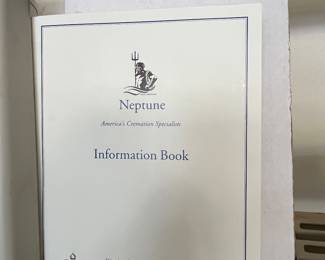 Neptune
America's Cremation Specialists
Information Book